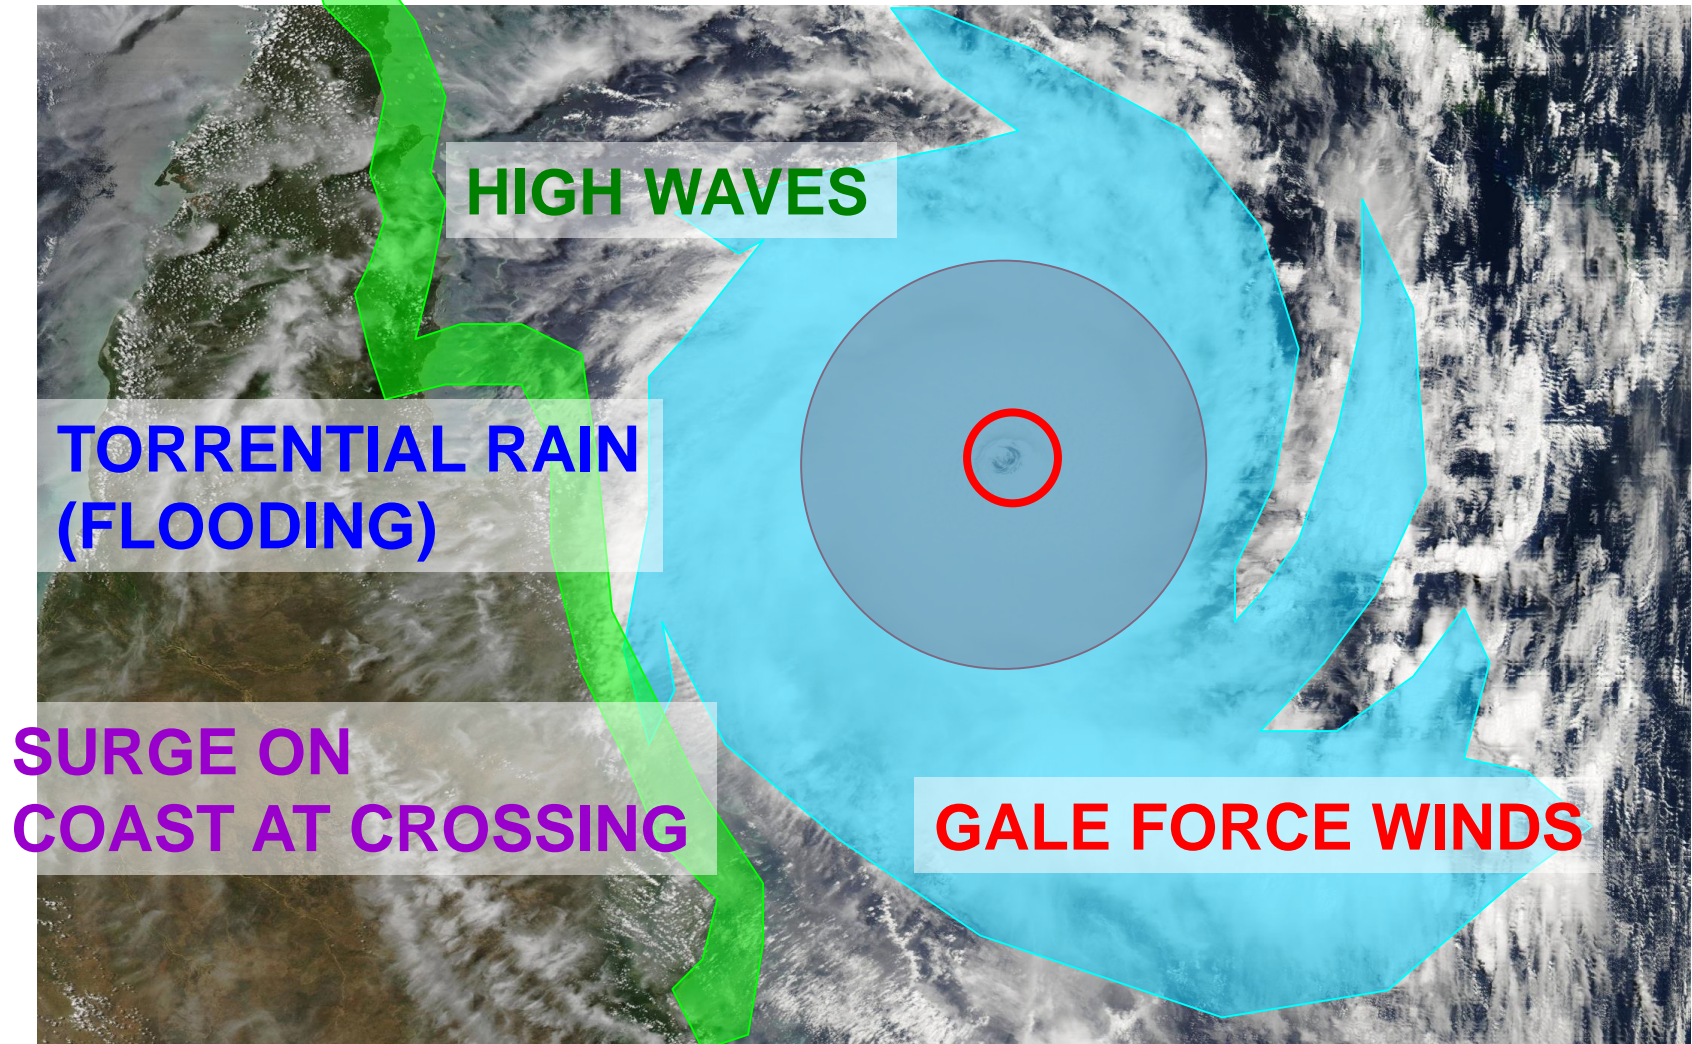 HIGH WAVES
TORRENTIAL RAIN
(FLOODING)
SURGE ON
COAST AT CROSSING
GALE FORCE WINDS